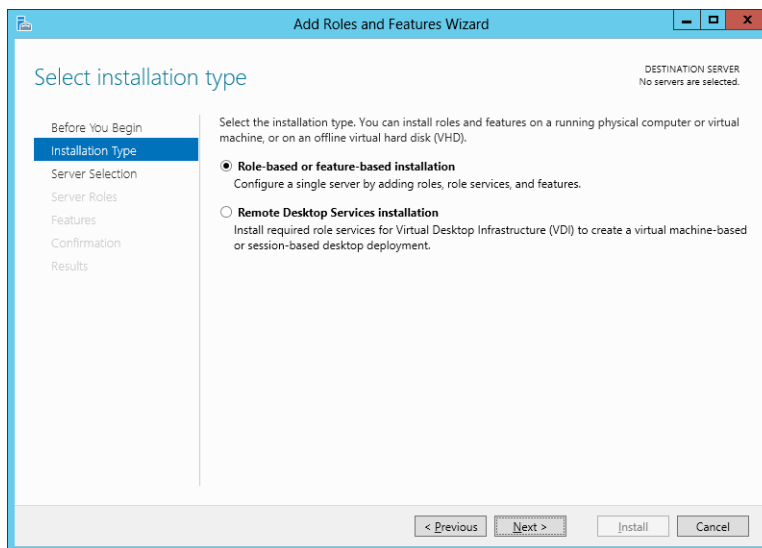 Add Roles and Features Wizard
Select installation type
DESTINATION SERVER
No servers are selected.
Before You Begin
Installation Type
Server Selection
Server Roles
Features
Confirmation
Results
Select the installation type. You can install roles and features on a running physical computer or virtual
machine, or on an offline virtual hard disk (VHD).
Role-based or feature-based installation
Configure a single server by adding roles, role services, and features.
Remote Desktop Services installation
Install required role services for Virtual Desktop Infrastructure (VDI) to create a virtual machine-based
or session-based desktop deployment.
< Previous
Next >
Install
Cancel